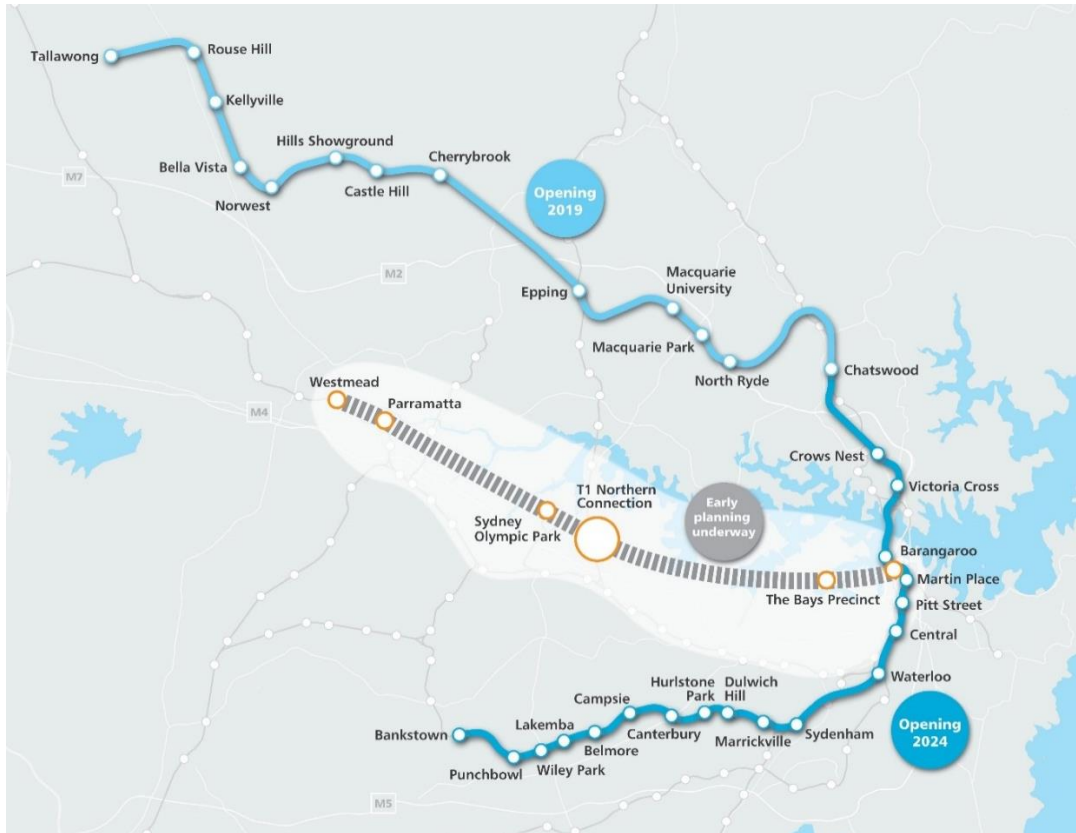 Tallawong
Rouse Hill
Kellyville
Bella Vista
Norwest
Hills Showground
Castle Hill
Cherrybrook
Opening
2019
M7
M2
Epping
Macquarie
University
Macquarie Park
North Ryde
Chatswood
Westmead
Parramatta
M4
Crows Nest
Victoria Cross
T1 Northern
Connection
Sydney
Olympic Park
Early
planning
underway
Barangaroo
Martin Place
The Bays Precinct
Pitt Street
Central
Waterloo
Bankstown
Punchbowl
Wiley Park
Lakemba
Belmore
Campsie
Canterbury
Hurlstone
Park
Dulwich
Hill
Marrickville
Sydenham
Opening
2024
M5